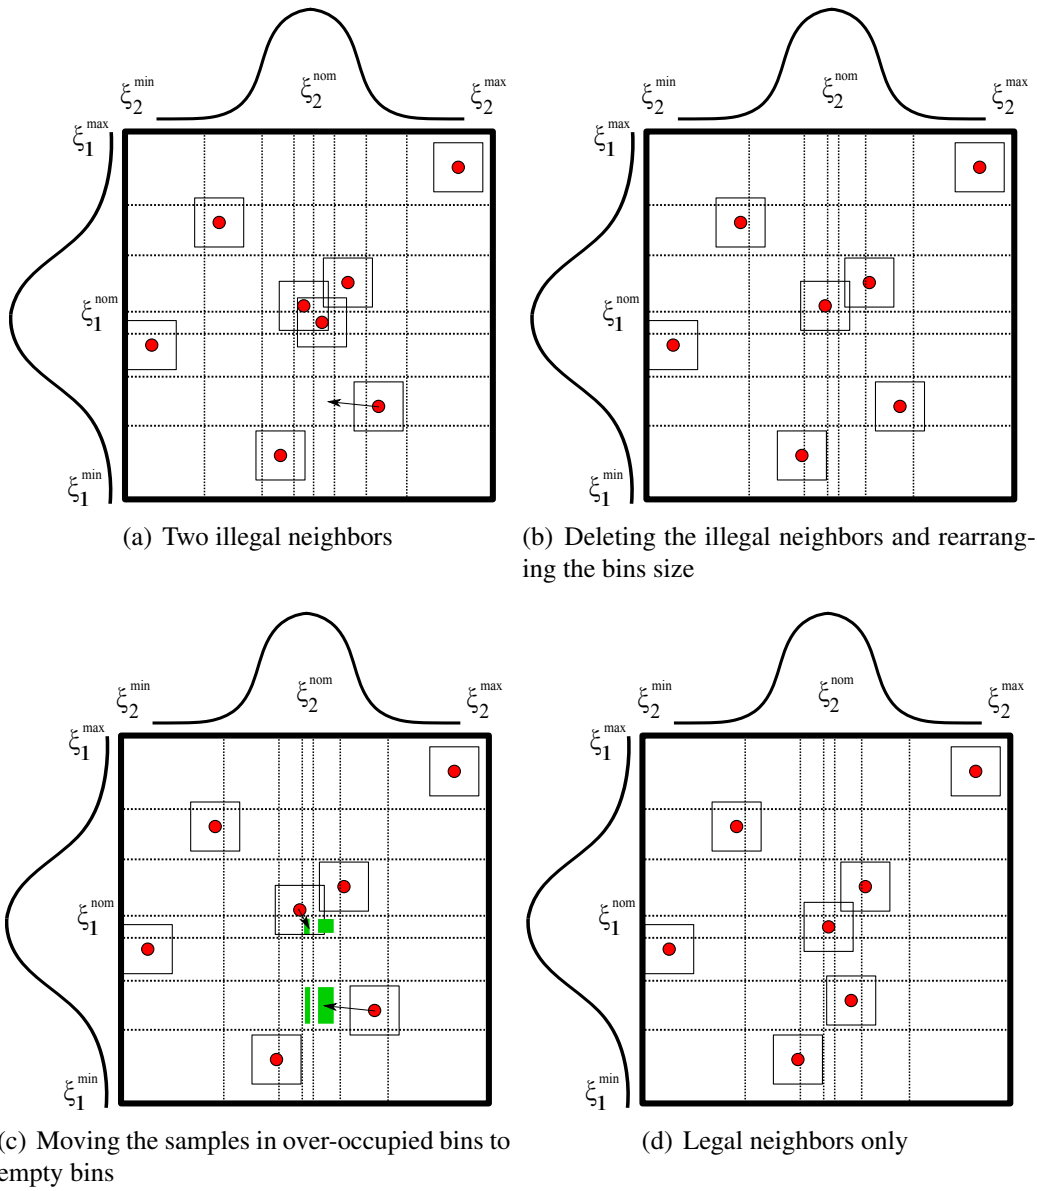 ξ₂ᵐⁱⁿ ξ₂ⁿᵒᵐ ξ₂ᵐᵃˣ ξ₂ᵐⁱⁿ ξ₂ⁿᵒᵐ ξ₂ᵐᵃˣ
ξ₁ᵐᵃˣ ξ₁ᵐᵃˣ
ξ₁ⁿᵒᵐ ξ₁ⁿᵒᵐ
ξ₁ᵐⁱⁿ ξ₁ᵐⁱⁿ
(a) Two illegal neighbors
(b) Deleting the illegal neighbors and rearrang-
ing the bins size
ξ₂ᵐⁱⁿ ξ₂ⁿᵒᵐ ξ₂ᵐᵃˣ ξ₂ᵐⁱⁿ ξ₂ⁿᵒᵐ ξ₂ᵐᵃˣ
ξ₁ᵐᵃˣ ξ₁ᵐᵃˣ
ξ₁ⁿᵒᵐ ξ₁ⁿᵒᵐ
ξ₁ᵐⁱⁿ ξ₁ᵐⁱⁿ
(c) Moving the samples in over-occupied bins to
empty bins
(d) Legal neighbors only